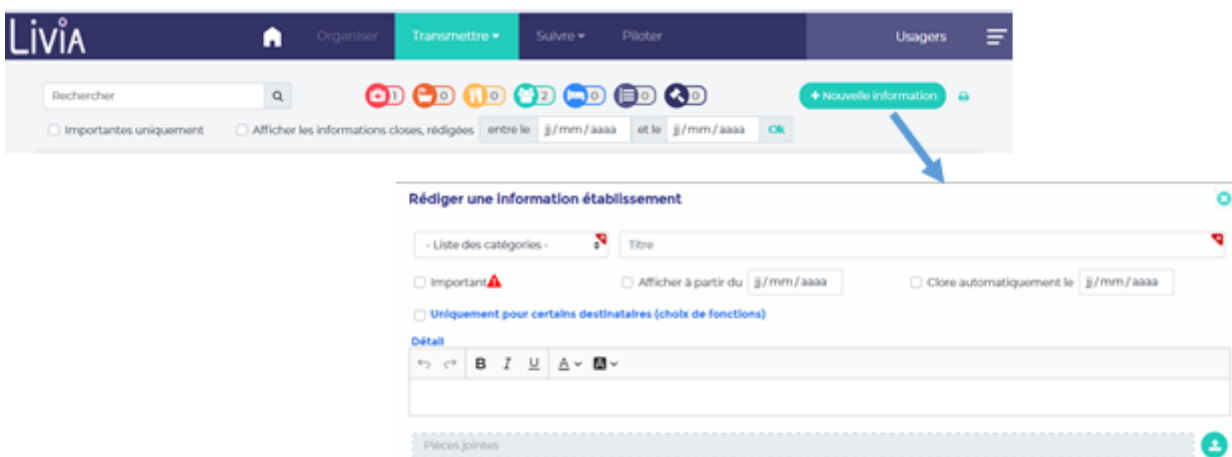 LiviA
Organiser Transmettre Suivre Piloter Usagers
Rechercher 1 0 0 2 0 0 0 + Nouvelle information
Importantes uniquement Afficher les informations closes, rédigées entre le jj/mm/aaaa et le jj/mm/aaaa Ok
Rédiger une information établissement
- Liste des catégories - Titre
Important Afficher à partir du jj/mm/aaaa Clore automatiquement le jj/mm/aaaa
Uniquement pour certains destinataires (choix de fonctions)
Détail
B I U A A
Pièces jointes